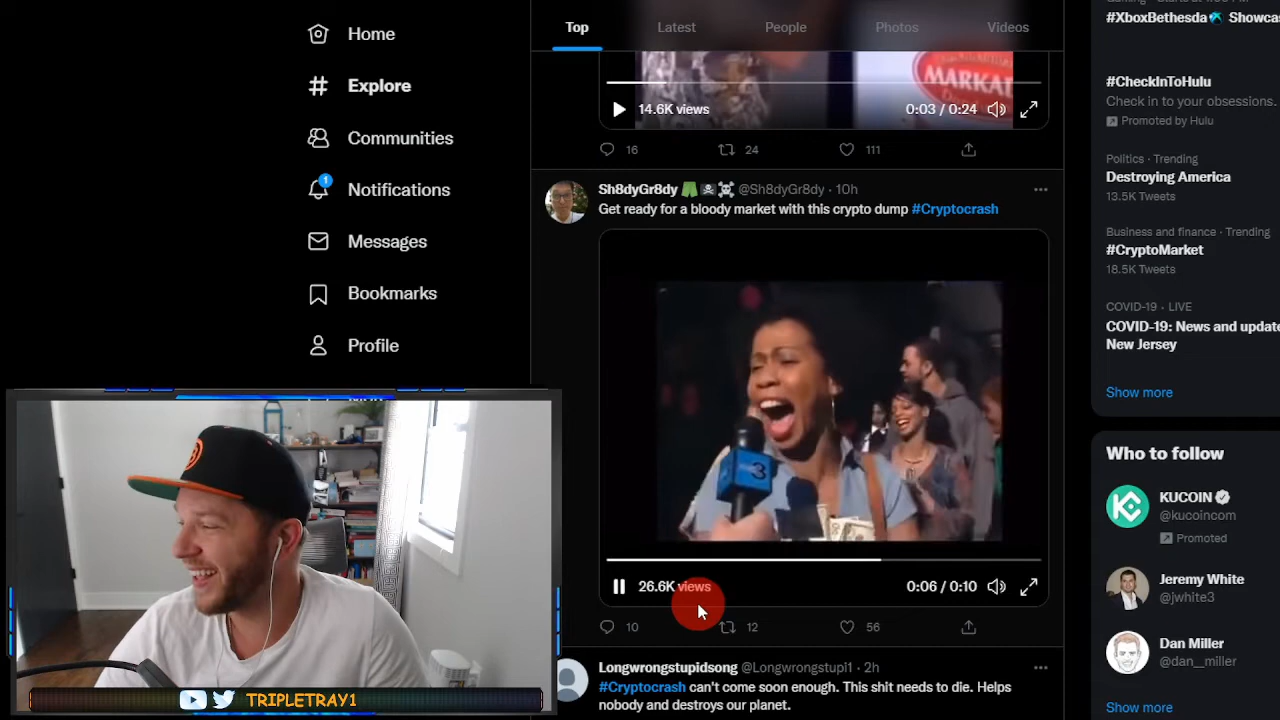 Home
Explore
Communities
1
Notifications
Messages
Bookmarks
Profile
Top
Latest
People
Photos
Videos
MARKAT
14.6K views
0:03 / 0:24
16
24
111
Sh8dyGr8dy @Sh8dyGr8dy · 10h
Get ready for a bloody market with this crypto dump #Cryptocrash
3
26.6K views
0:06 / 0:10
10
12
56
Longwrongstupidsong @Longwrongstupi1 · 2h
#Cryptocrash can't come soon enough. This shit needs to die. Helps
nobody and destroys our planet.
#XboxBethesda Showcas
#CheckInToHulu
Check in to your obsessions.
Promoted by Hulu
Politics · Trending
Destroying America
13.5K Tweets
Business and finance · Trending
#CryptoMarket
18.5K Tweets
COVID-19 · LIVE
COVID-19: News and update
New Jersey
Show more
Who to follow
KUCOIN
@kucoincom
Promoted
Jeremy White
@jwhite3
Dan Miller
@dan__miller
Show more
TRIPLETRAY1